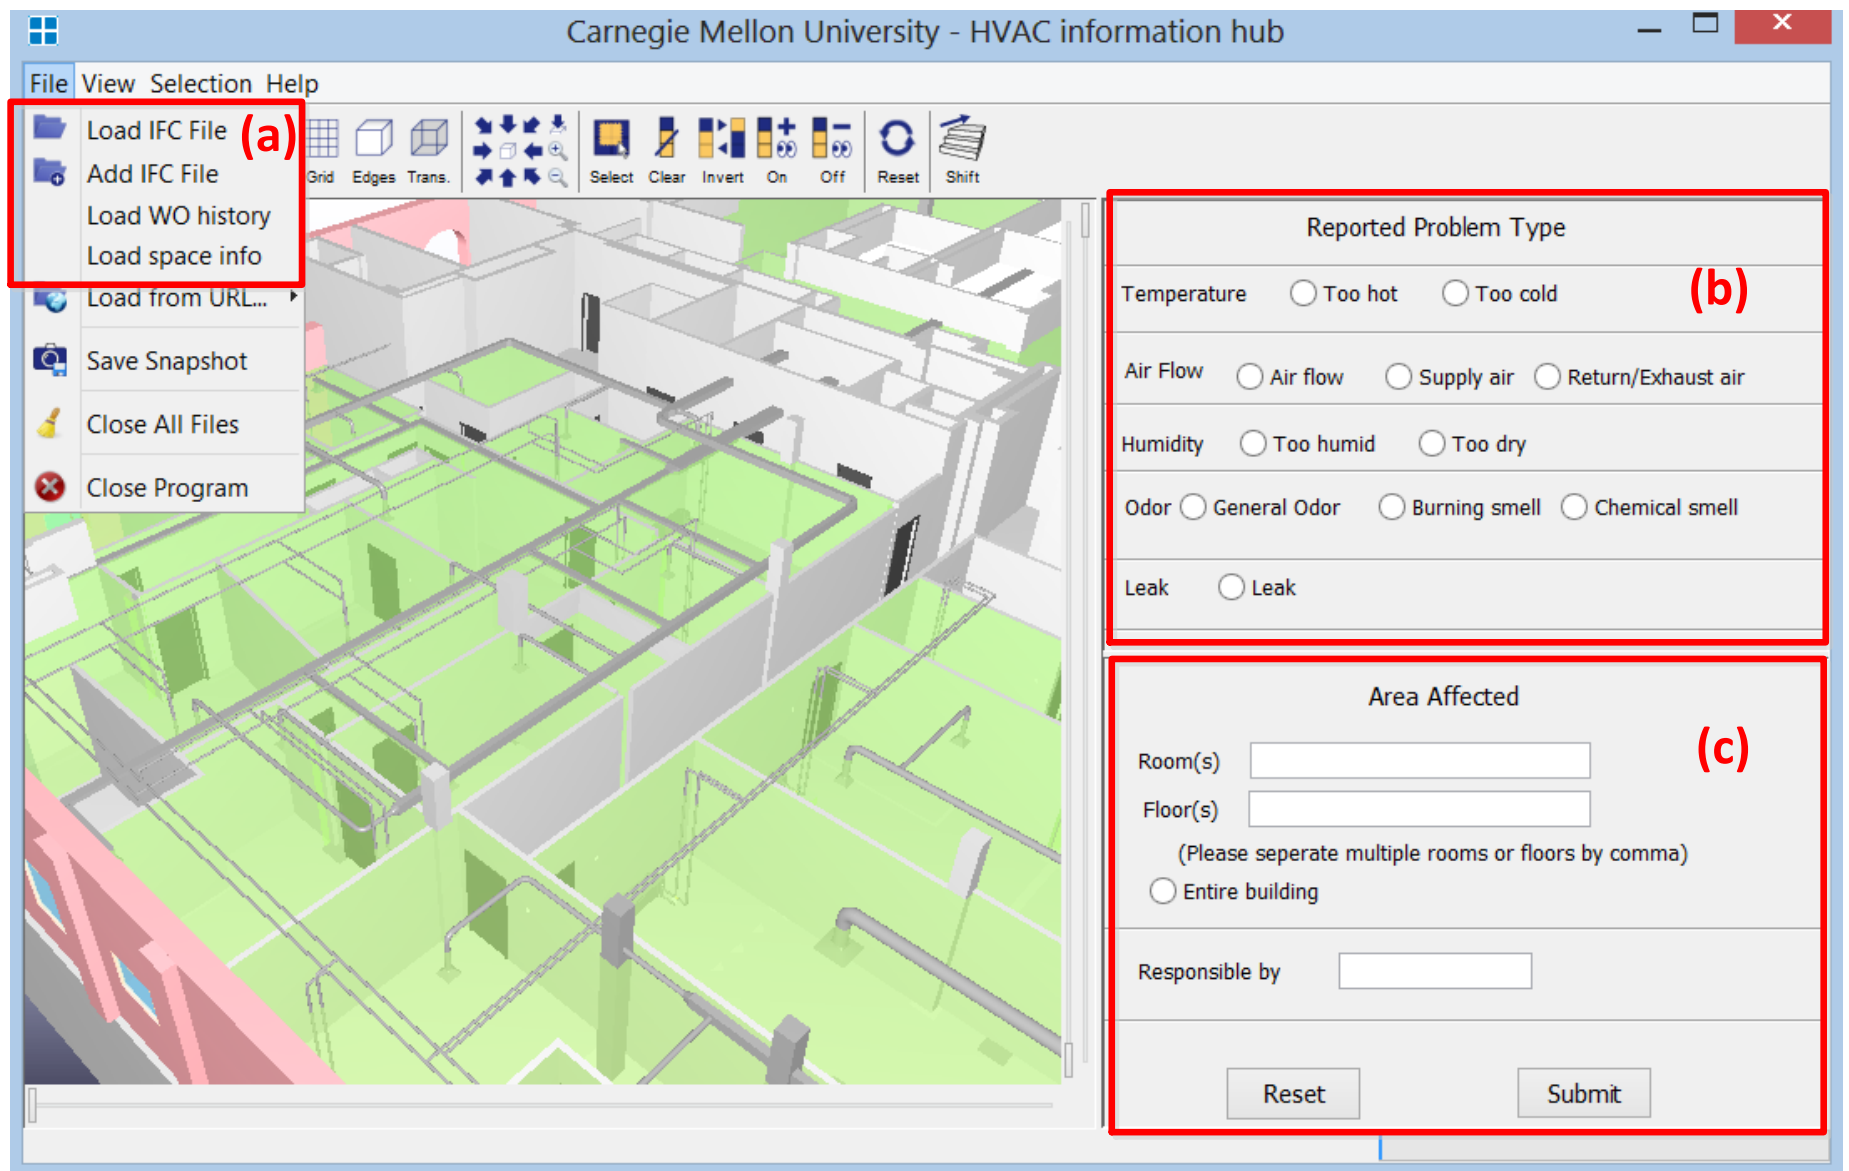 Carnegie Mellon University - HVAC information hub
File View Selection Help
Load IFC File
(a)
Add IFC File
Load WO history
Load space info
Load from URL...
Save Snapshot
Close All Files
Close Program
Grid Edges Trans. Select Clear Invert On Off Reset Shift
Reported Problem Type
(b)
Temperature Too hot Too cold
Air Flow Air flow Supply air Return/Exhaust air
Humidity Too humid Too dry
Odor General Odor Burning smell Chemical smell
Leak Leak
Area Affected
(c)
Room(s)
Floor(s)
(Please seperate multiple rooms or floors by comma)
Entire building
Responsible by
Reset Submit